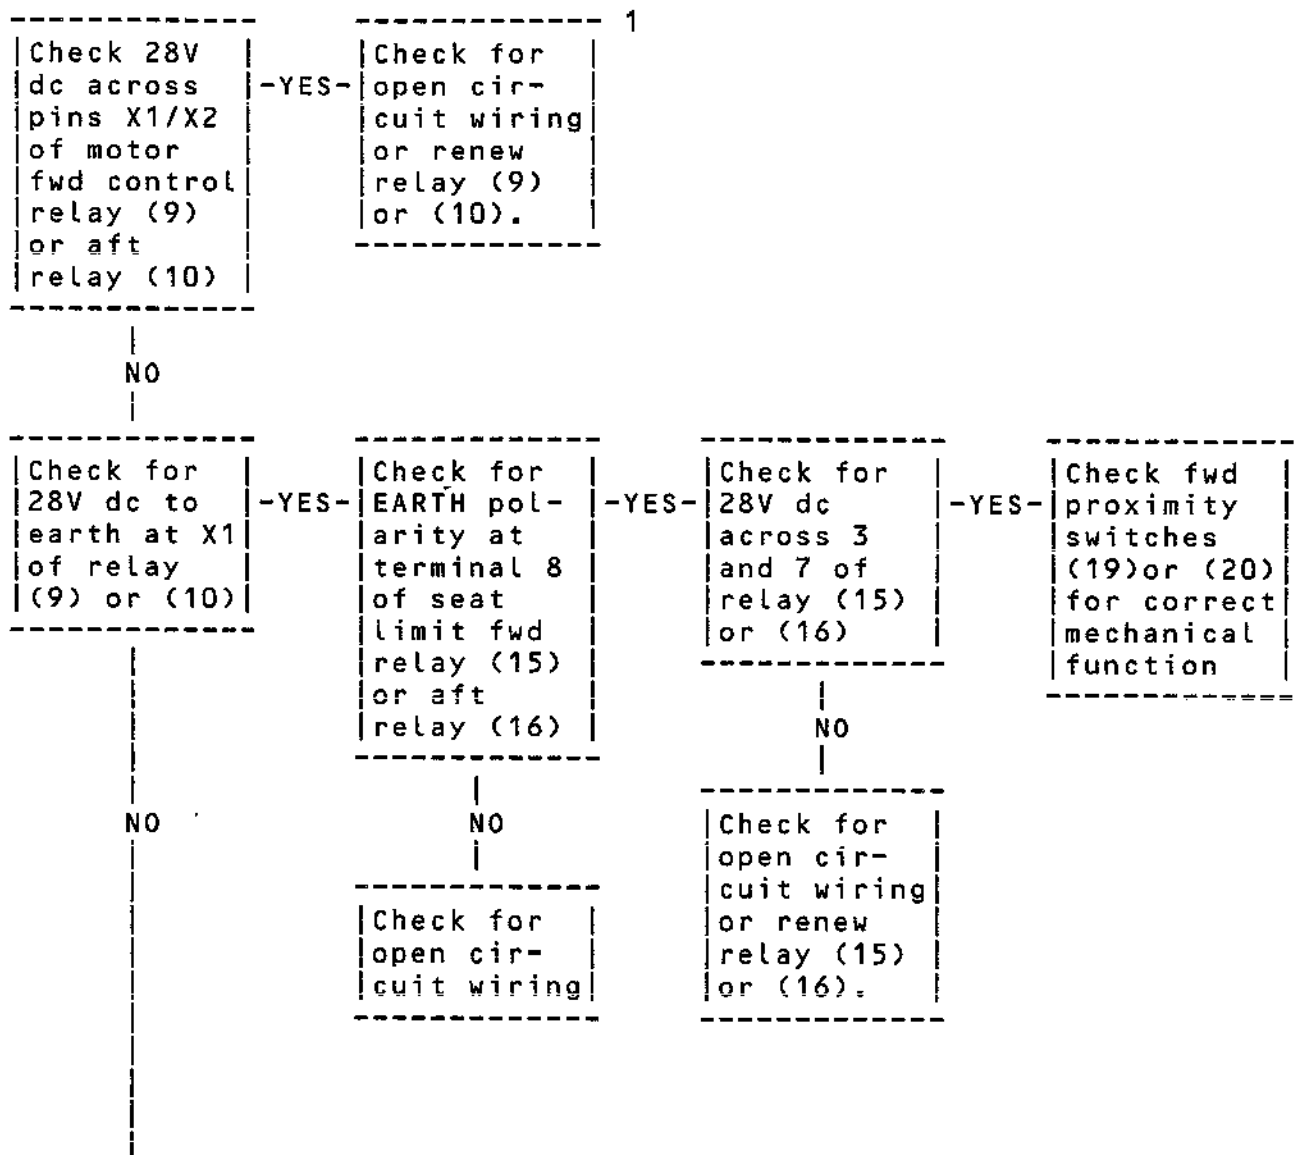 1
Check 28V
dc across
pins X1/X2
of motor
fwd control
relay (9)
or aft
relay (10)
-YES-
Check for
open cir-
cuit wiring
or renew
relay (9)
or (10).
NO
Check for
28V dc to
earth at X1
of relay
(9) or (10)
-YES-
Check for
EARTH pol-
arity at
terminal 8
of seat
limit fwd
relay (15)
or aft
relay (16)
-YES-
Check for
28V dc
across 3
and 7 of
relay (15)
or (16)
-YES-
Check fwd
proximity
switches
(19)or (20)
for correct
mechanical
function
NO
NO
NO
Check for
open cir-
cuit wiring
Check for
open cir-
cuit wiring
or renew
relay (15)
or (16).